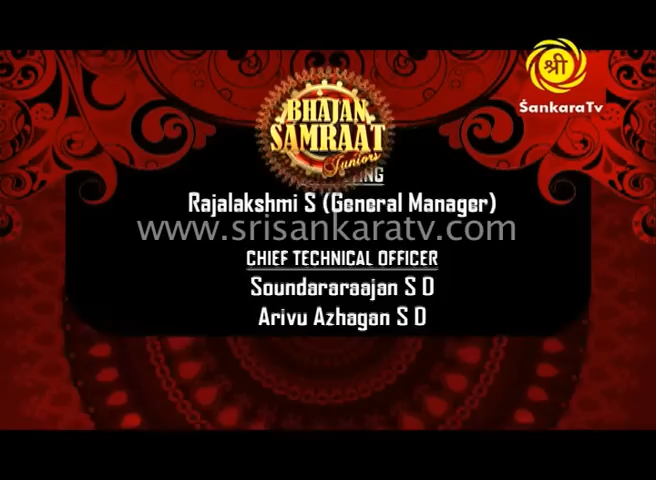 श्री
ŚankaraTv
BHAJAN
SAMRAAT
Juniors
Rajalakshmi S (General Manager)
www.srisankaratv.com
CHIEF TECHNICAL OFFICER
Soundararaajan S D
Arivu Azhagan S D